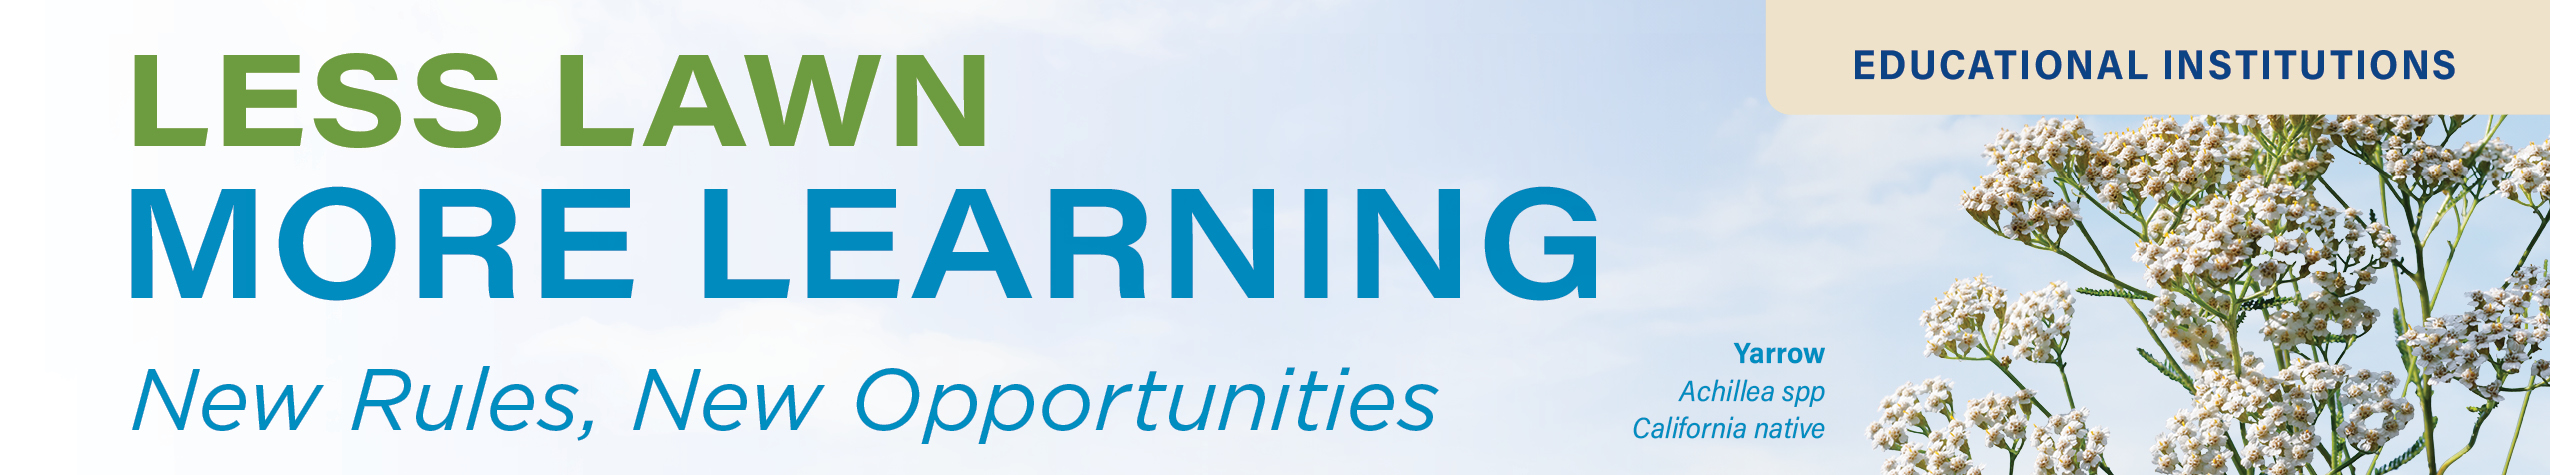 LESS LAWN
MORE LEARNING
New Rules, New Opportunities
EDUCATIONAL INSTITUTIONS
Yarrow
Achillea spp
California native